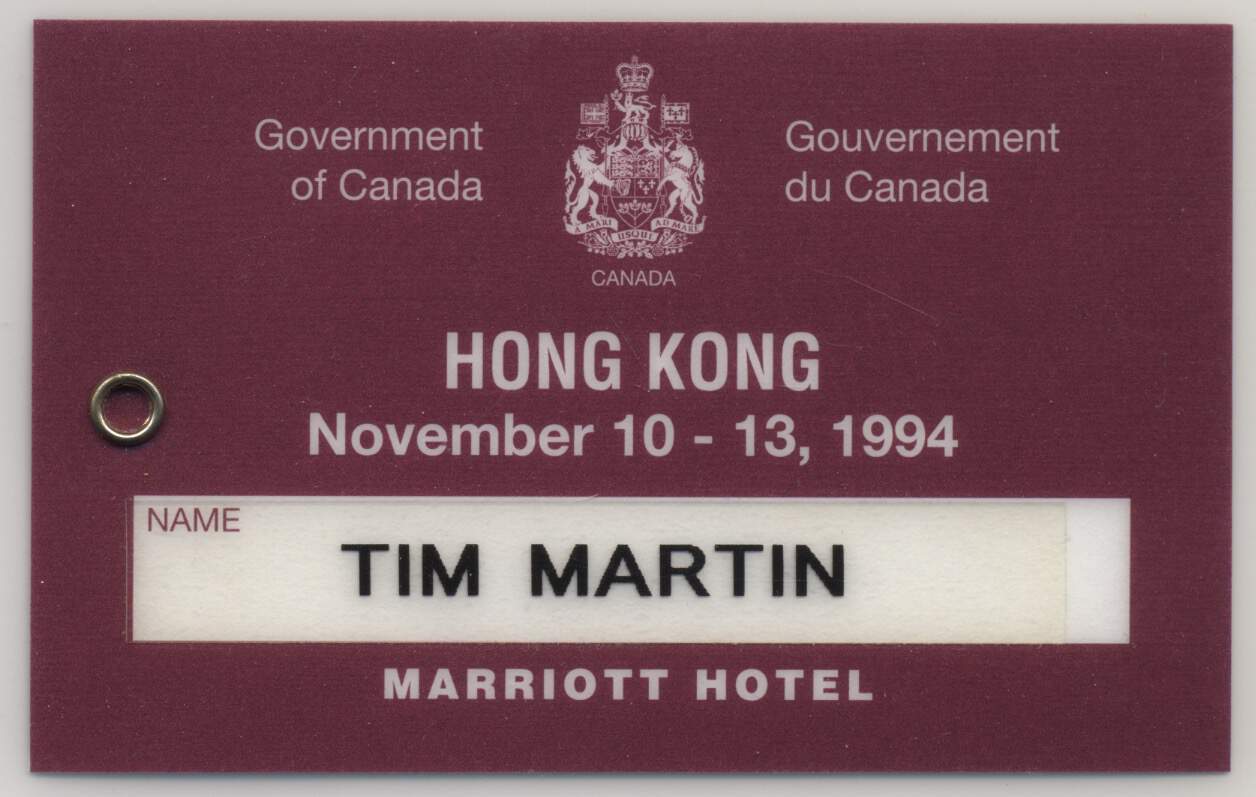 Government
of Canada
Gouvernement
du Canada
A MARI USQUE AD MARE
CANADA
HONG KONG
November 10 - 13, 1994
NAME
TIM MARTIN
MARRIOTT HOTEL